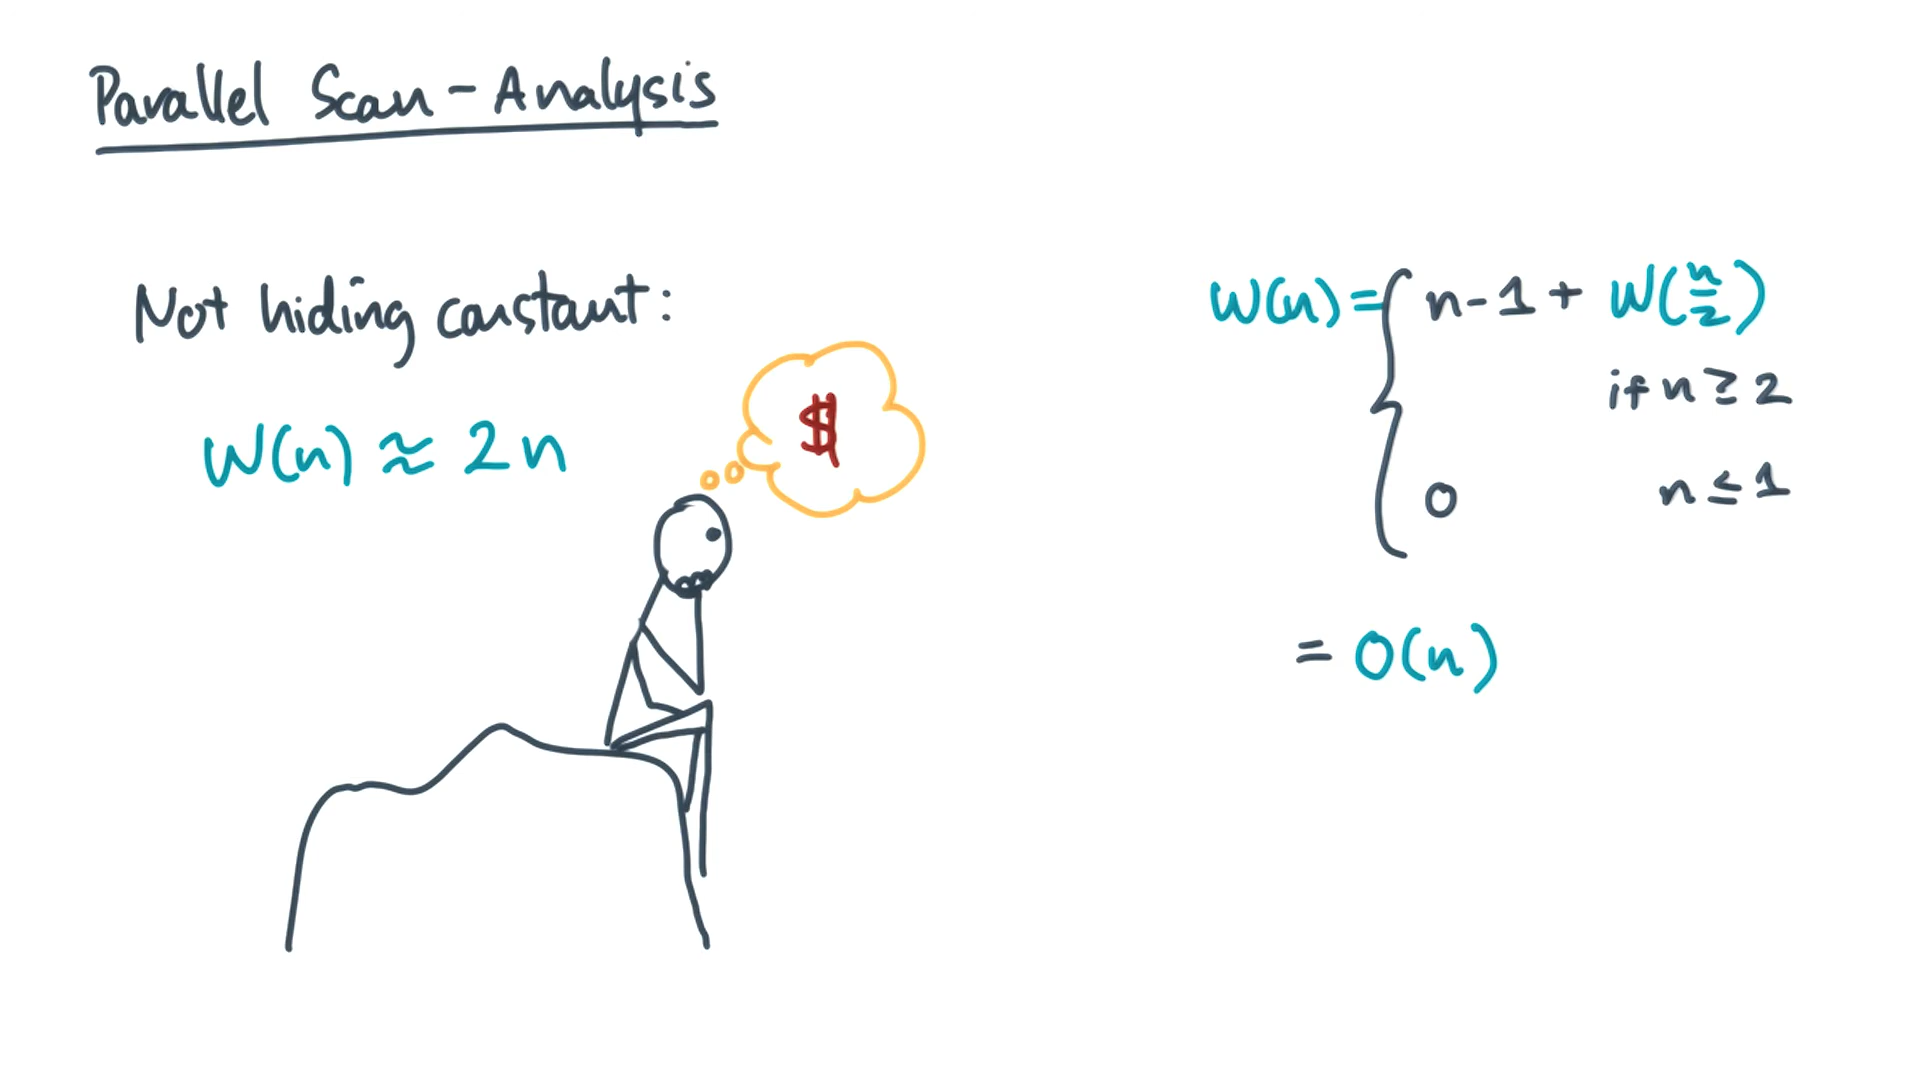 Parallel Scan - Analysis
Not hiding constant:
W(n) ≈ 2n
$
W(n) = { n - 1 + W(n/2)
if n ≥ 2
0 n ≤ 1
= O(n)